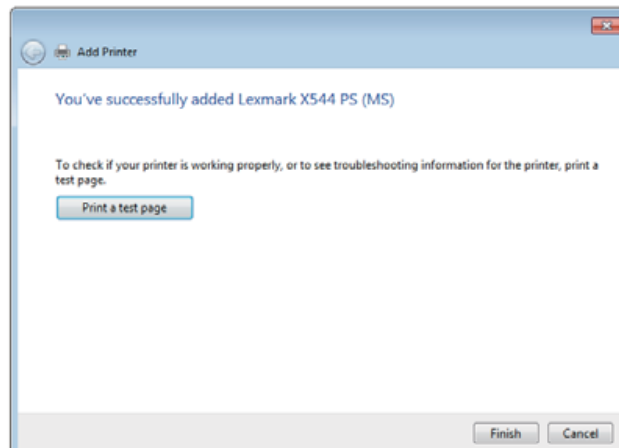 Add Printer
You've successfully added Lexmark X544 PS (MS)
To check if your printer is working properly, or to see troubleshooting information for the printer, print a
test page.
Print a test page
Finish
Cancel